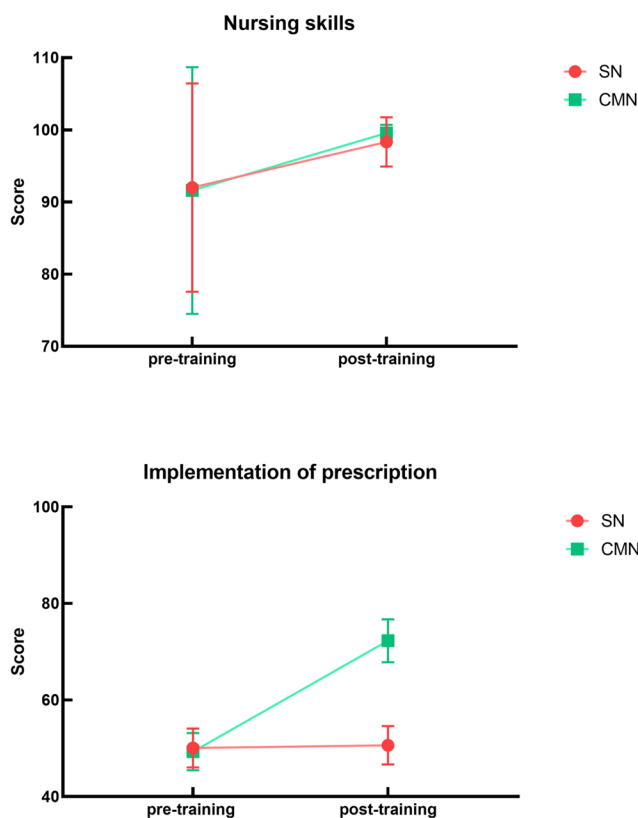 Nursing skills
110
100
90
80
70
Score
pre-training
post-training
SN
CMN
Implementation of prescription
100
80
60
40
Score
pre-training
post-training
SN
CMN